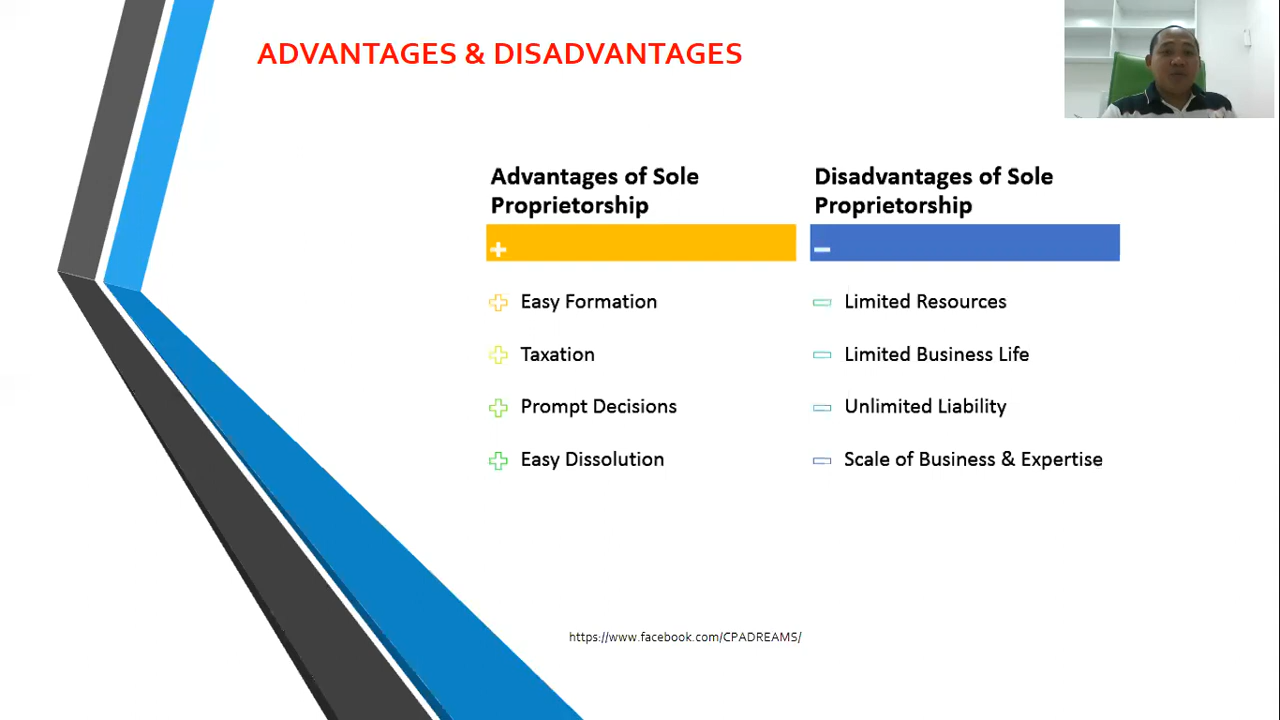 ADVANTAGES & DISADVANTAGES
Advantages of Sole
Proprietorship
Easy Formation
Taxation
Prompt Decisions
Easy Dissolution
Disadvantages of Sole
Proprietorship
Limited Resources
Limited Business Life
Unlimited Liability
Scale of Business & Expertise
https://www.facebook.com/CPADREAMS/